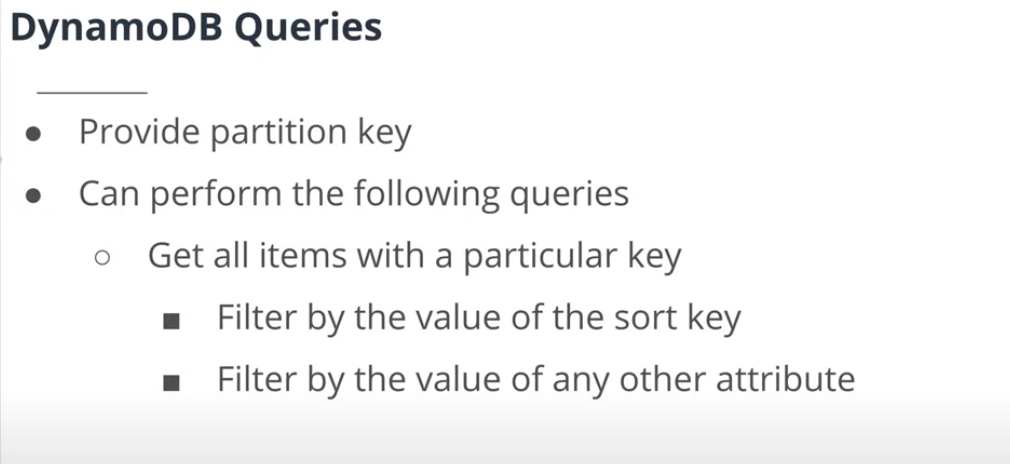 DynamoDB Queries
● Provide partition key
● Can perform the following queries
○ Get all items with a particular key
■ Filter by the value of the sort key
■ Filter by the value of any other attribute